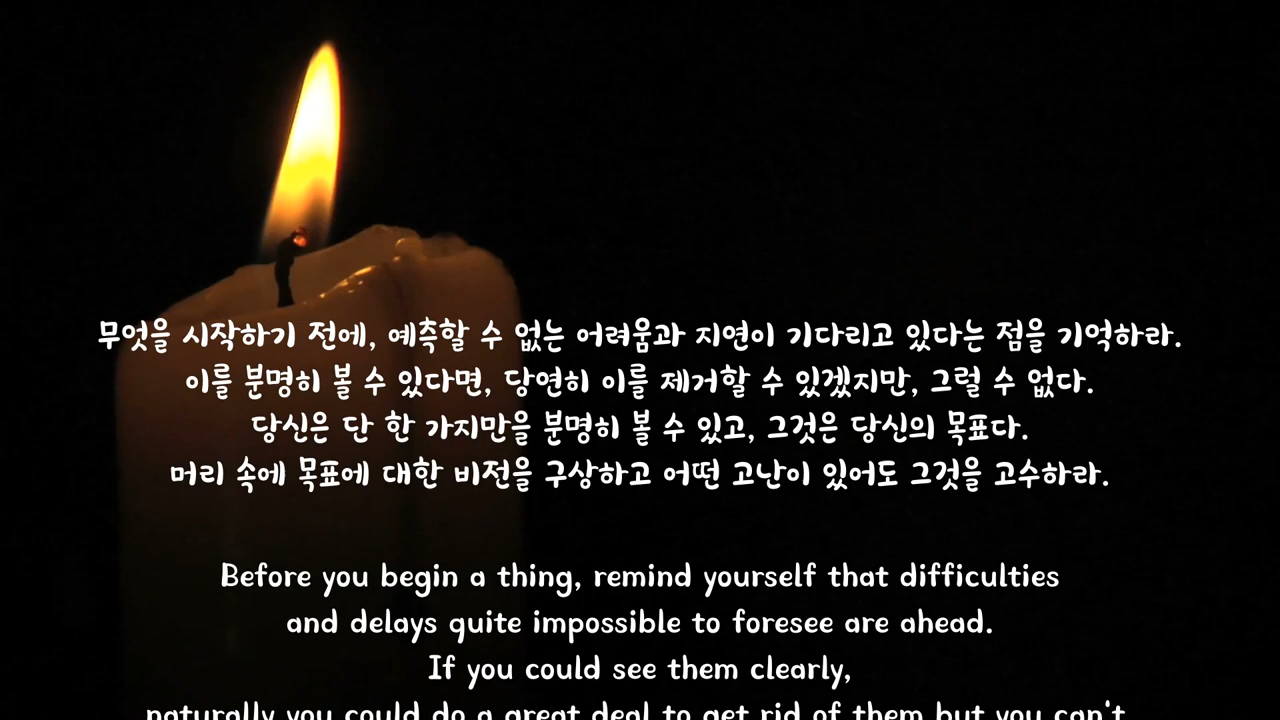 무엇을 시작하기 전에, 예측할 수 없는 어려움과 지연이 기다리고 있다는 점을 기억하라.
이를 분명히 볼 수 있다면, 당연히 이를 제거할 수 있겠지만, 그럴 수 없다.
당신은 단 한 가지만을 분명히 볼 수 있고, 그것은 당신의 목표다.
머리 속에 목표에 대한 비전을 구상하고 어떤 고난이 있어도 그것을 고수하라.
Before you begin a thing, remind yourself that difficulties
and delays quite impossible to foresee are ahead.
If you could see them clearly,
naturally you could do a great deal to get rid of them but you can't